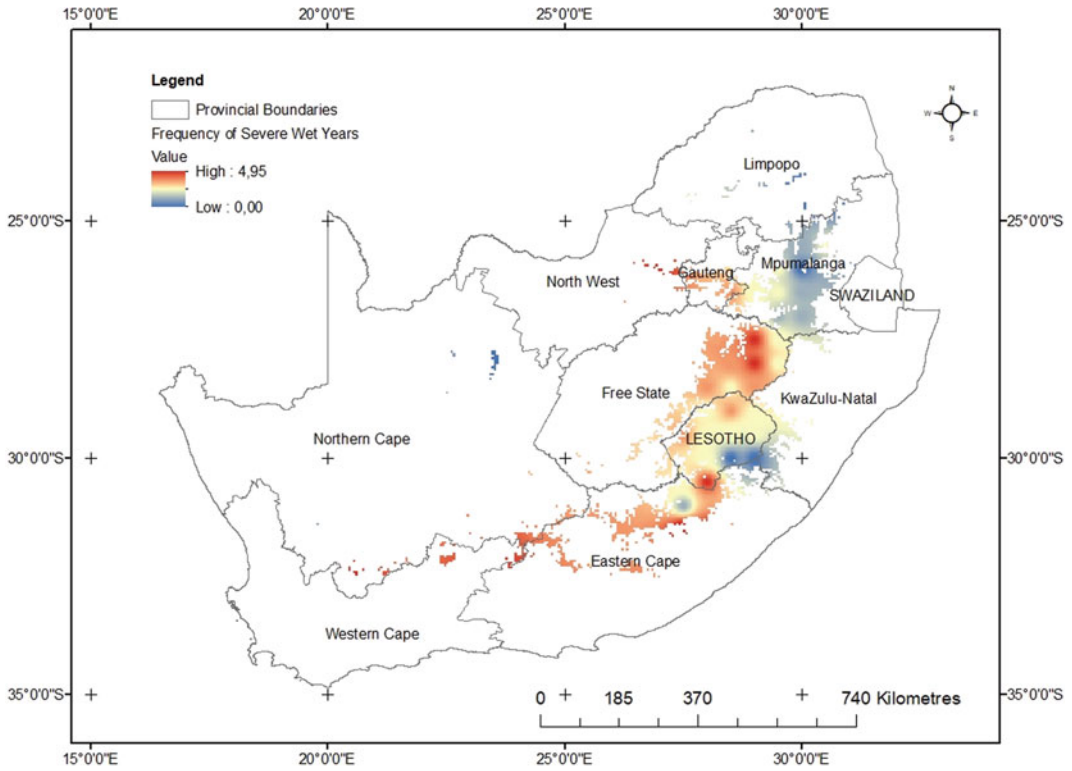 15°0'0"E 20°0'0"E 25°0'0"E 30°0'0"E
Legend
Provincial Boundaries
Frequency of Severe Wet Years
Value
High : 4,95
Low : 0,00
N
W E
S
Limpopo
25°0'0"S 25°0'0"S
Mpumalanga
Gauteng
North West
SWAZILAND
Free State
KwaZulu-Natal
Northern Cape
LESOTHO
30°0'0"S 30°0'0"S
Eastern Cape
Western Cape
35°0'0"S 35°0'0"S
0 185 370 740 Kilometres
15°0'0"E 20°0'0"E 25°0'0"E 30°0'0"E